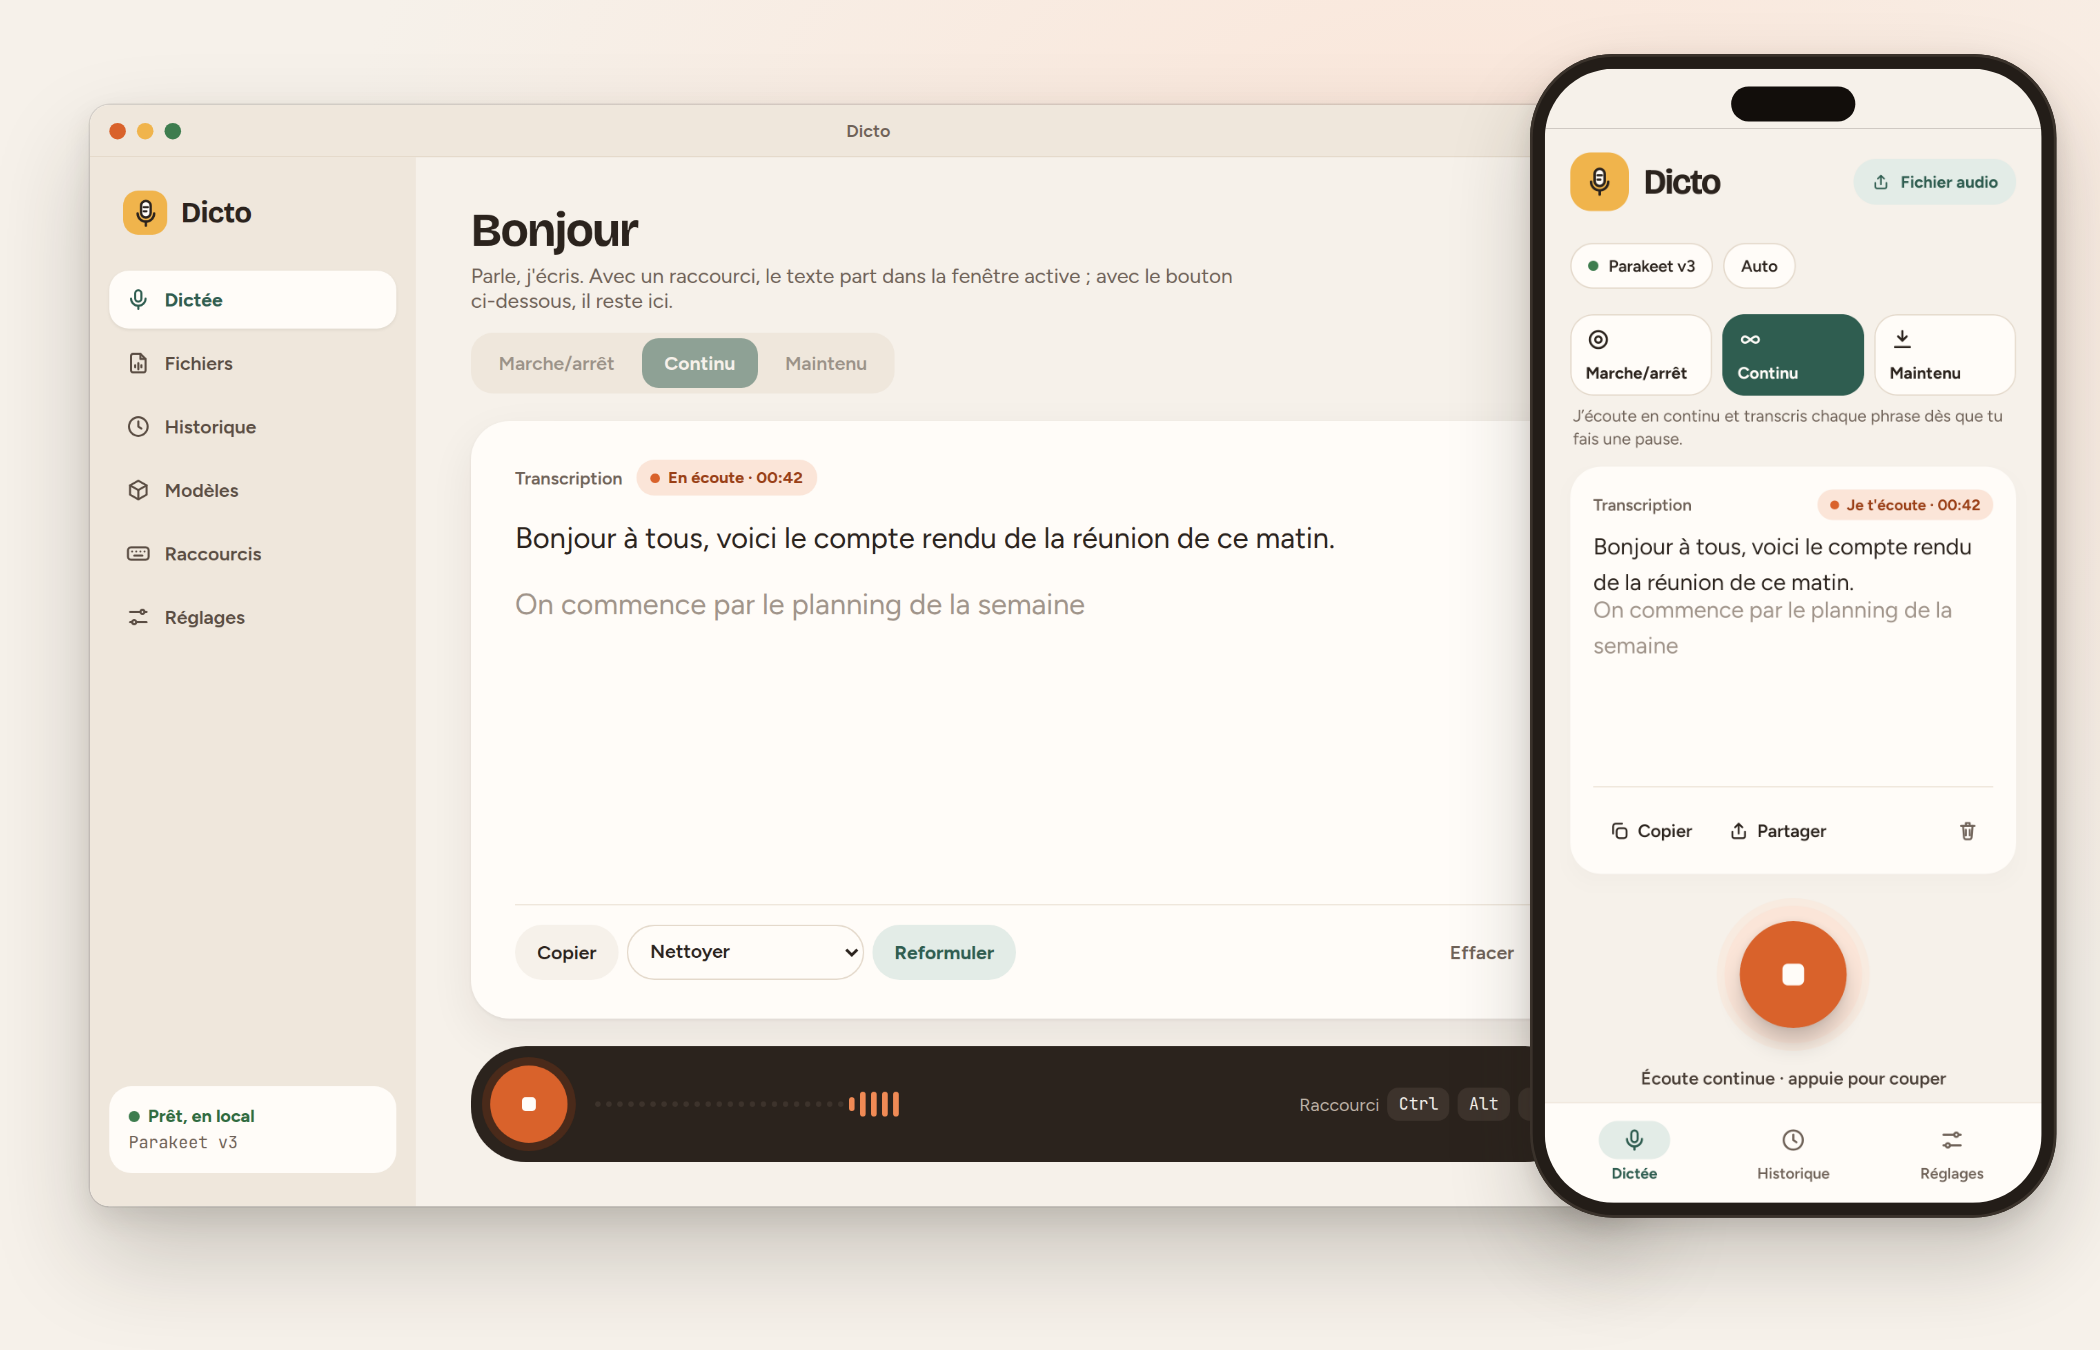 Dicto
Dicto
Dictée
Fichiers
Historique
Modèles
Raccourcis
Réglages
Prêt, en local
Parakeet v3
Bonjour
Parle, j'écris. Avec un raccourci, le texte part dans la fenêtre active ; avec le bouton
ci-dessous, il reste ici.
Marche/arrêt Continu Maintenu
Transcription En écoute · 00:42
Bonjour à tous, voici le compte rendu de la réunion de ce matin.
On commence par le planning de la semaine
Copier Nettoyer Reformuler Effacer
Raccourci Ctrl Alt
Dicto Fichier audio
Parakeet v3 Auto
Marche/arrêt Continu Maintenu
J'écoute en continu et transcris chaque phrase dès que tu
fais une pause.
Transcription Je t'écoute · 00:42
Bonjour à tous, voici le compte rendu
de la réunion de ce matin.
On commence par le planning de la
semaine
Copier Partager
Écoute continue · appuie pour couper
Dictée Historique Réglages